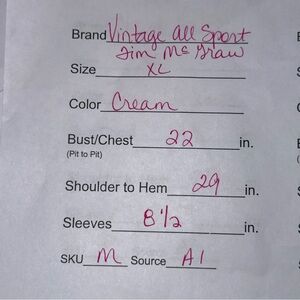 Brand Vintage All Sport
Tim McGraw
Size XL
Color Cream
Bust/Chest 22 in.
(Pit to Pit)
Shoulder to Hem 29 in.
Sleeves 8 1/2 in.
SKU M Source A1